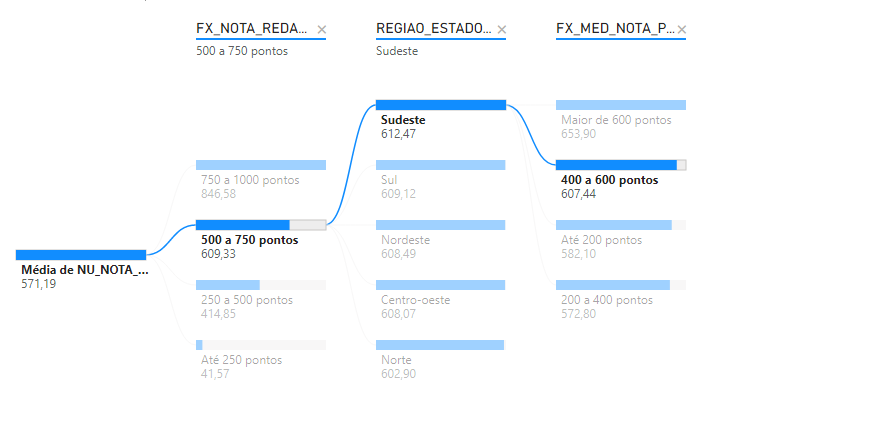 FX_NOTA_REDA... ×
500 a 750 pontos
REGIAO_ESTADO... ×
Sudeste
FX_MED_NOTA_P... ×
Média de NU_NOTA_...
571,19
750 a 1000 pontos
846,58
500 a 750 pontos
609,33
250 a 500 pontos
414,85
Até 250 pontos
41,57
Sudeste
612,47
Sul
609,12
Nordeste
608,49
Centro-oeste
608,07
Norte
602,90
Maior de 600 pontos
653,90
400 a 600 pontos
607,44
Até 200 pontos
582,10
200 a 400 pontos
572,80